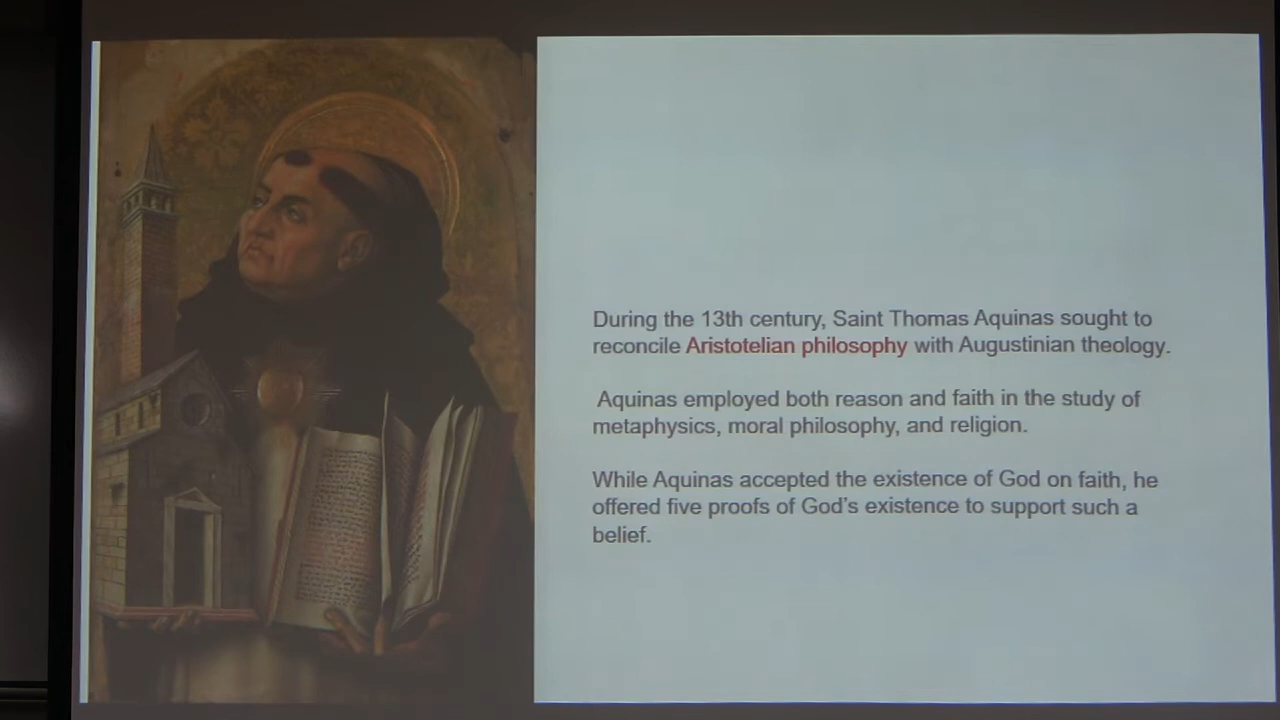 During the 13th century, Saint Thomas Aquinas sought to
reconcile Aristotelian philosophy with Augustinian theology.
Aquinas employed both reason and faith in the study of
metaphysics, moral philosophy, and religion.
While Aquinas accepted the existence of God on faith, he
offered five proofs of God's existence to support such a
belief.